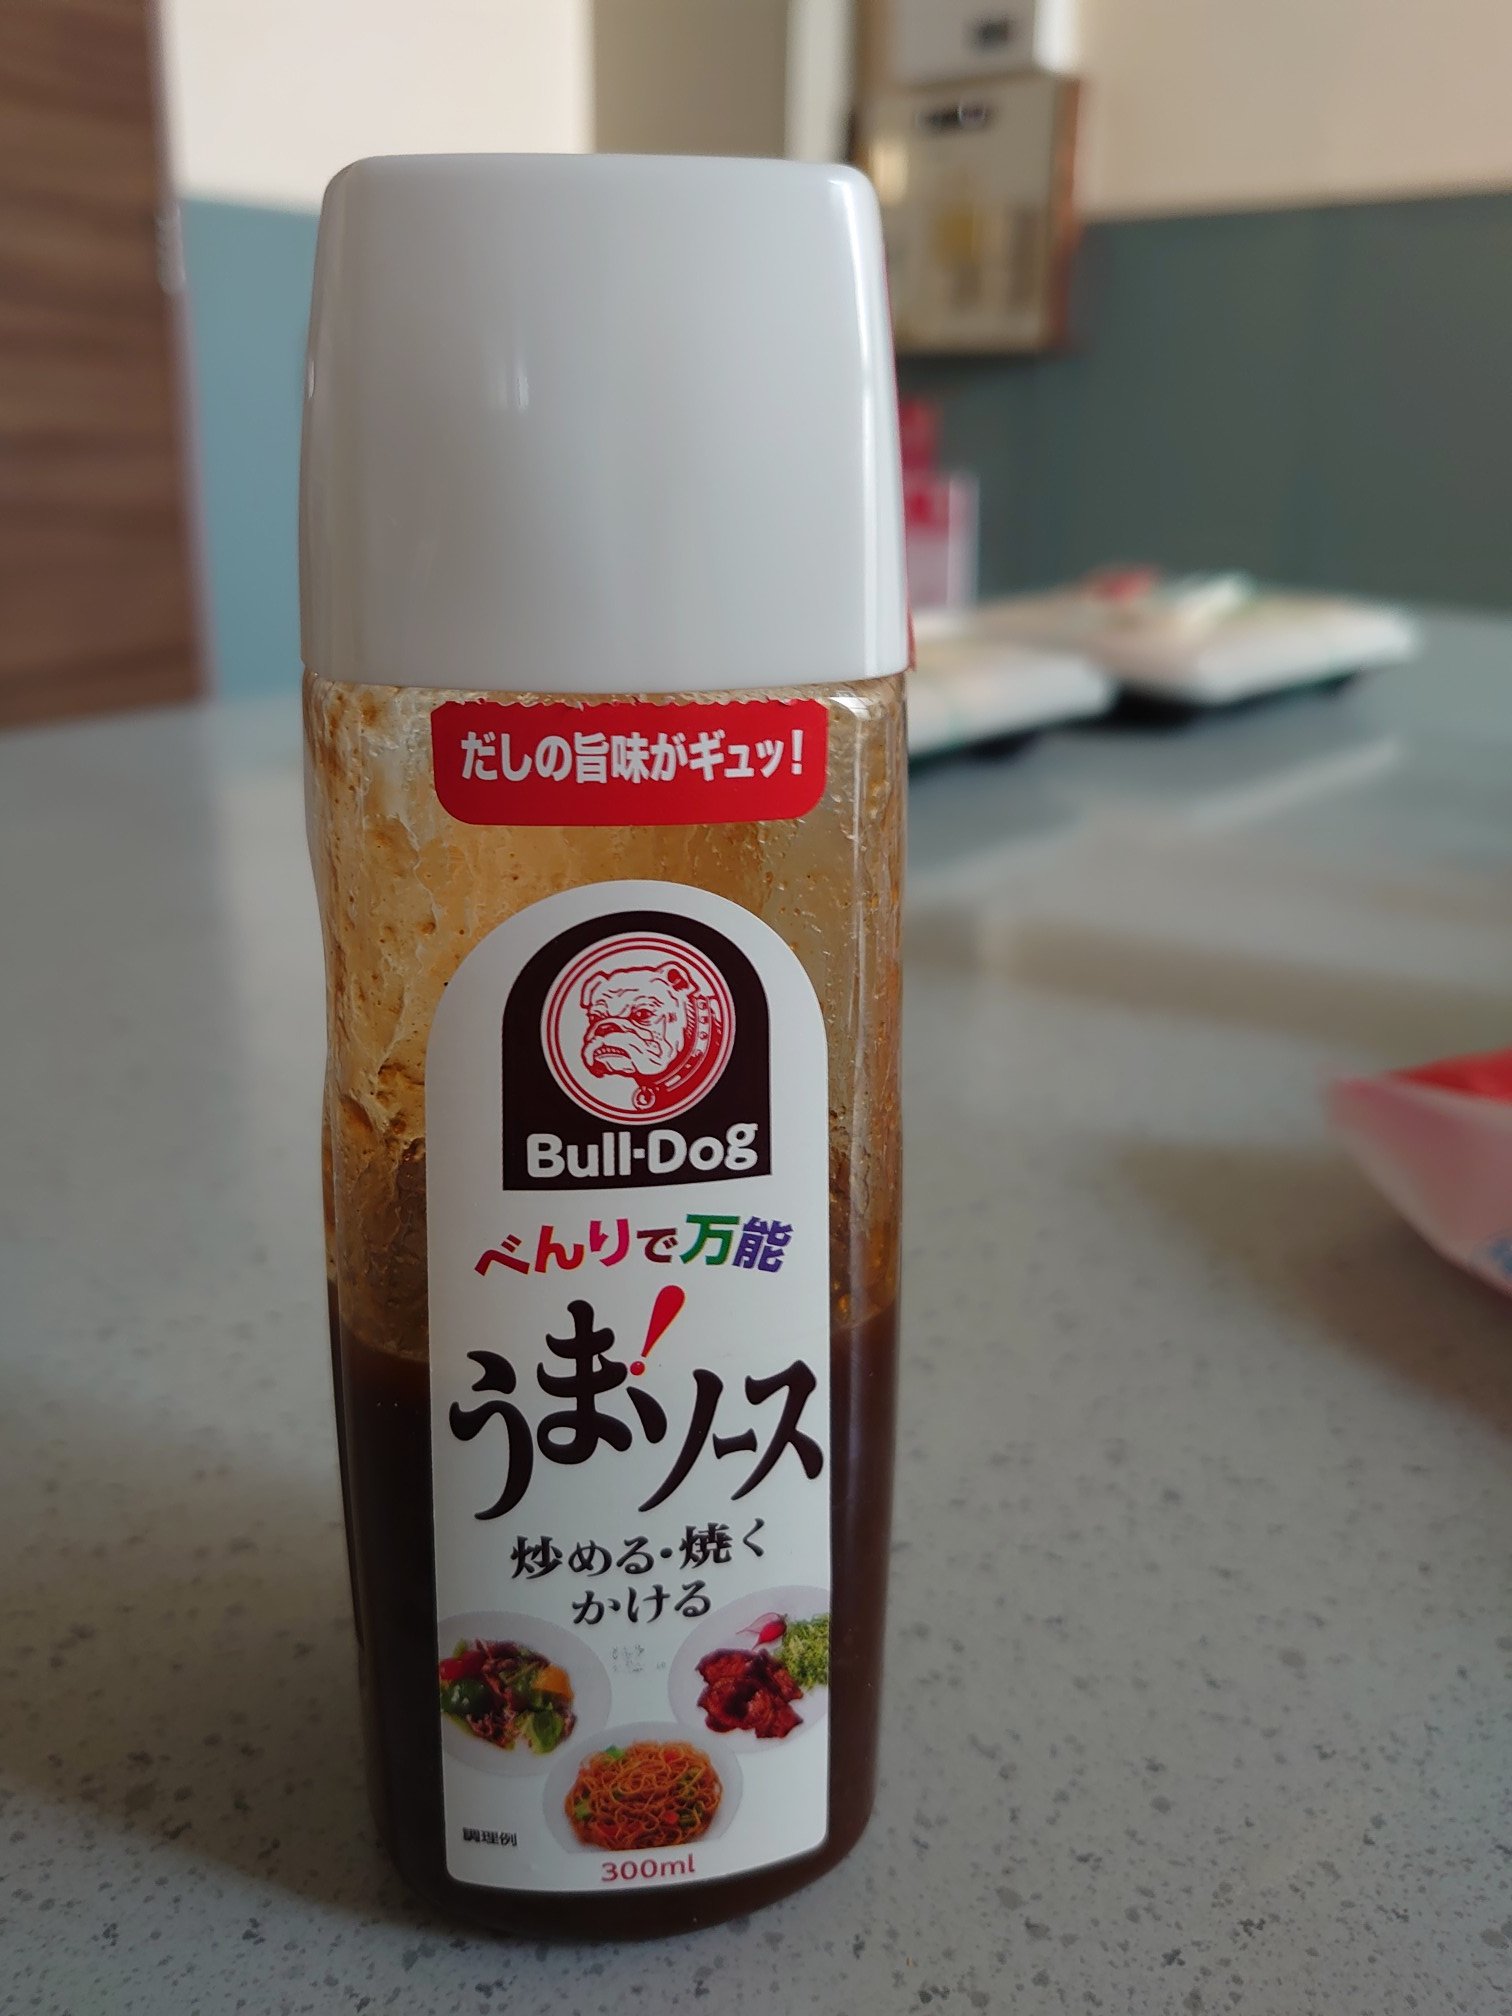 だしの旨味がギュッ!
Bull-Dog
べんりで万能
うま!ソース
炒める・焼く
かける
調理例
300ml